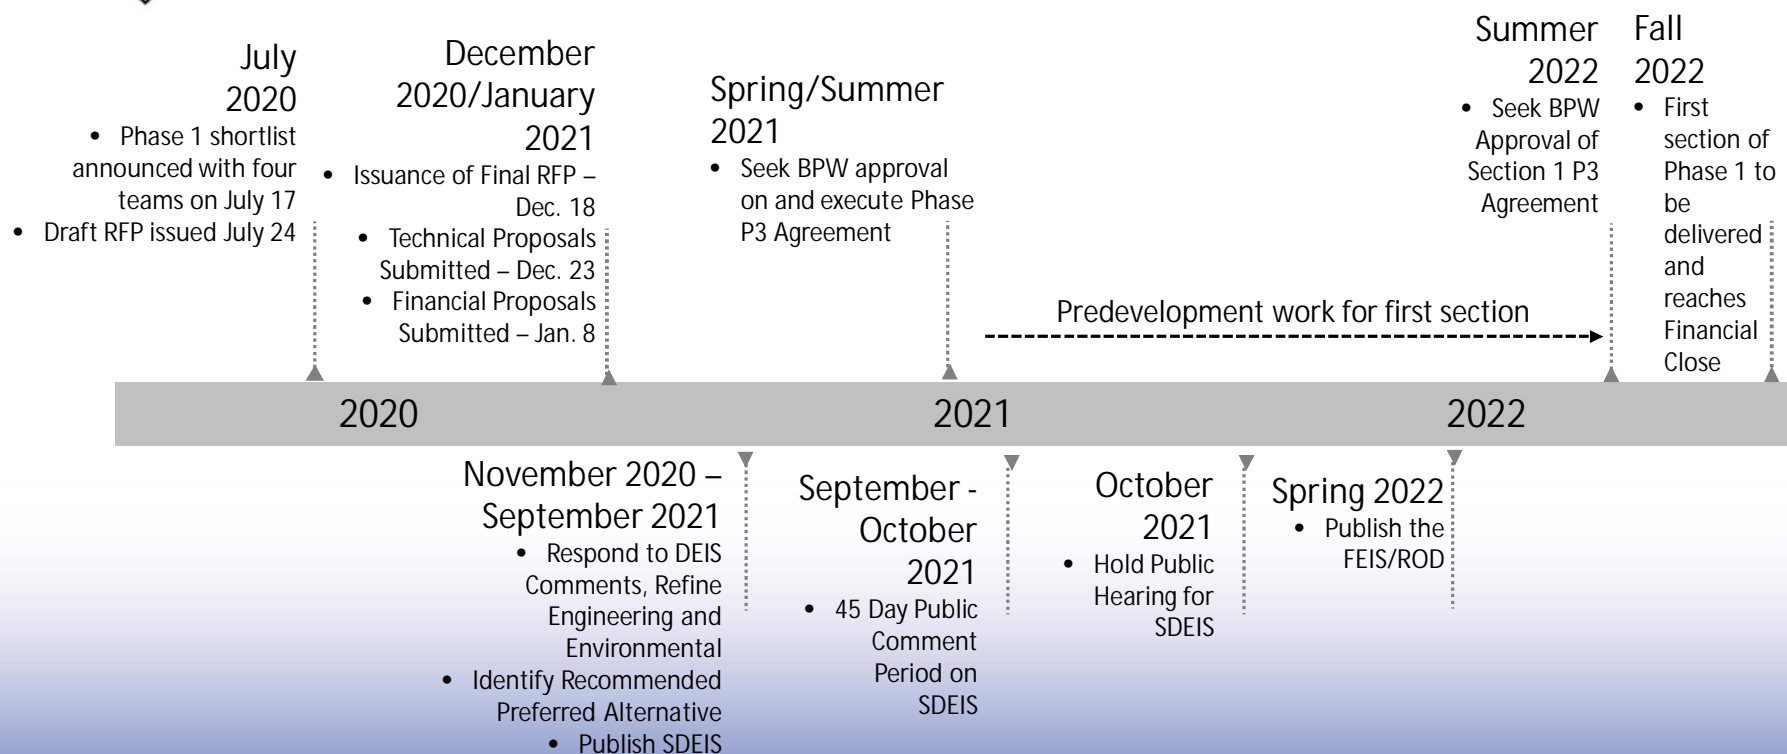 July
2020
• Phase 1 shortlist
announced with four
teams on July 17
• Draft RFP issued July 24
December
2020/January
2021
• Issuance of Final RFP –
Dec. 18
• Technical Proposals
Submitted – Dec. 23
• Financial Proposals
Submitted – Jan. 8
Spring/Summer
2021
• Seek BPW approval
on and execute Phase
P3 Agreement
Predevelopment work for first section
Summer
2022
• Seek BPW
Approval of
Section 1 P3
Agreement
Fall
2022
• First
section of
Phase 1 to
be
delivered
and
reaches
Financial
Close
2020
2021
2022
November 2020 –
September 2021
• Respond to DEIS
Comments, Refine
Engineering and
Environmental
• Identify Recommended
Preferred Alternative
• Publish SDEIS
September -
October
2021
• 45 Day Public
Comment
Period on
SDEIS
October
2021
• Hold Public
Hearing for
SDEIS
Spring 2022
• Publish the
FEIS/ROD